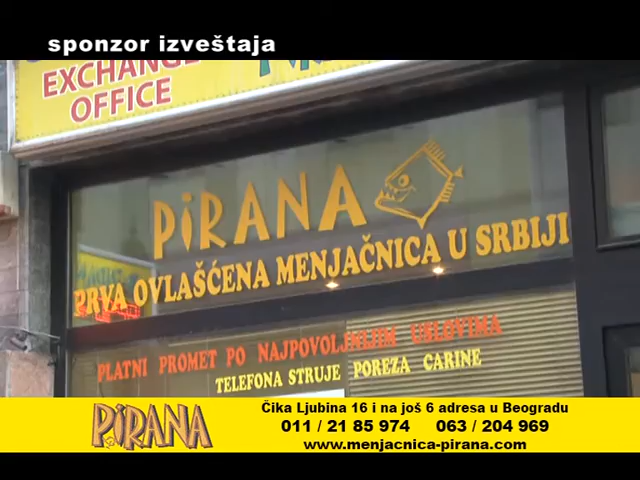 sponzor izveštaja
EXCHANGE
OFFICE
PiRANA
PRVA OVLAŠĆENA MENJAČNICA U SRBIJI
PLATNI PROMET PO NAJPOVOLJNIJIM USLOVIMA
TELEFONA STRUJE POREZA CARINE
PiRANA
Čika Ljubina 16 i na još 6 adresa u Beogradu
011 / 21 85 974 063 / 204 969
www.menjacnica-pirana.com